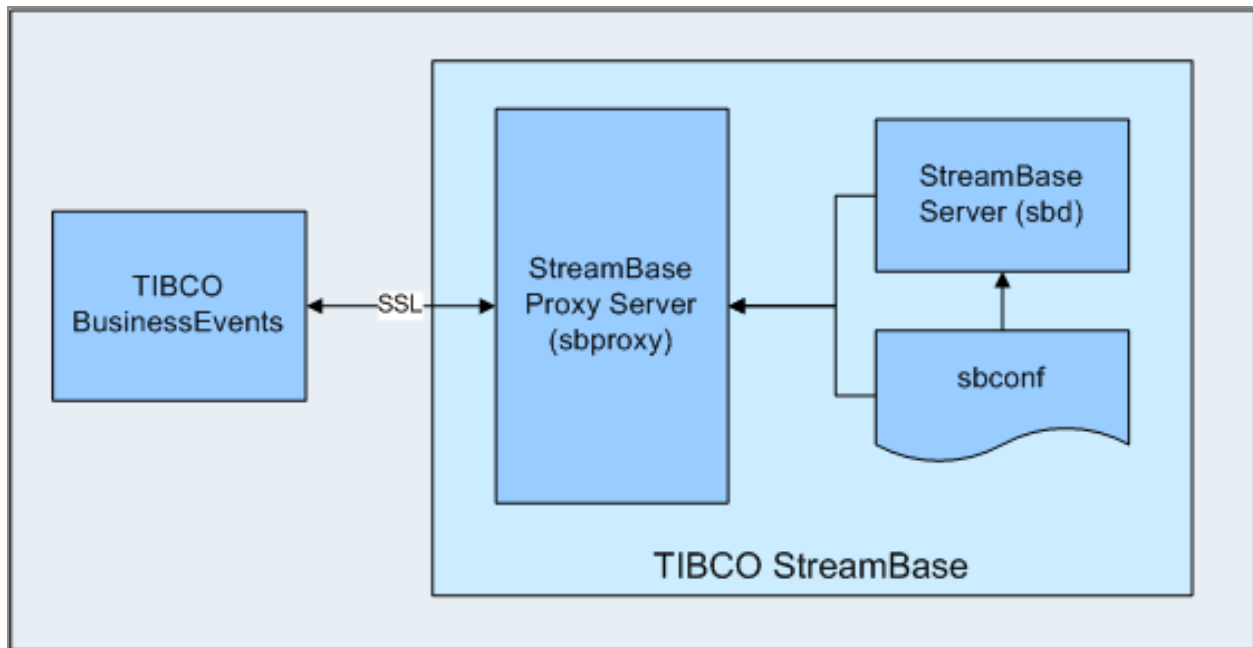 TIBCO
BusinessEvents
SSL
StreamBase
Proxy Server
(sbproxy)
StreamBase
Server (sbd)
sbconf
TIBCO StreamBase